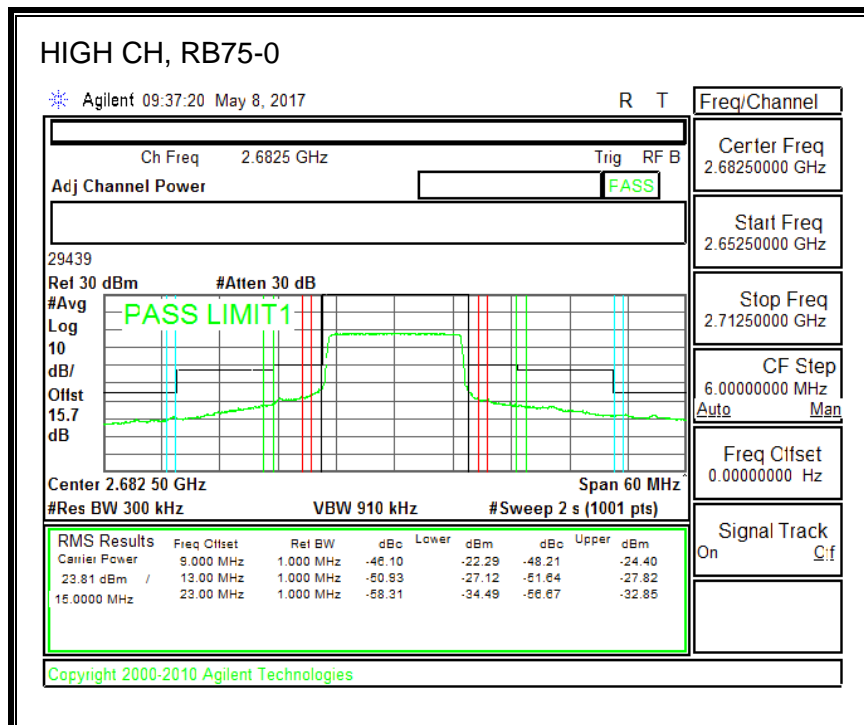 HIGH CH, RB75-0
Agilent 09:37:20 May 8, 2017 R T
Freq/Channel
Ch Freq 2.6825 GHz Trig RF B
Adj Channel Power PASS
Center Freq
2.68250000 GHz
Start Freq
2.65250000 GHz
Stop Freq
2.71250000 GHz
CF Step
6.00000000 MHz
Auto Man
Freq Offset
0.00000000 Hz
Signal Track
On Off
29439
Ref 30 dBm #Atten 30 dB
#Avg
Log
10
dB/
Offst
15.7
dB
PASS LIMIT1
Center 2.682 50 GHz Span 60 MHz^
#Res BW 300 kHz VBW 910 kHz #Sweep 2 s (1001 pts)
RMS Results Freq Offset Ref BW dBc Lower dBm dBc Upper dBm
Carrier Power 9.000 MHz 1.000 MHz -46.10 -22.29 -48.21 -24.40
23.81 dBm / 13.00 MHz 1.000 MHz -50.93 -27.12 -51.64 -27.82
15.0000 MHz 23.00 MHz 1.000 MHz -58.31 -34.49 -56.67 -32.85
Copyright 2000-2010 Agilent Technologies